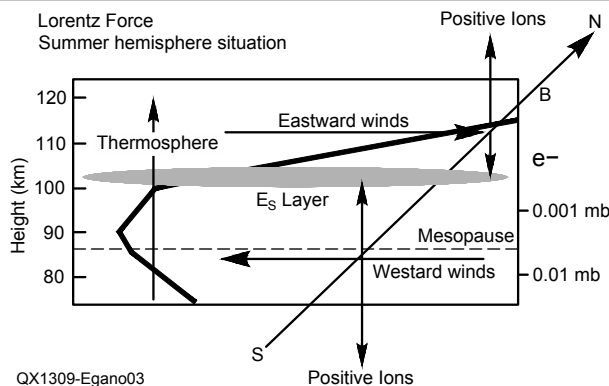 Lorentz Force
Summer hemisphere situation
Positive Ions
N
B
120
110
100
90
80
Height (km)
Eastward winds
Thermosphere
e–
E_S Layer
0.001 mb
Mesopause
Westard winds
0.01 mb
S
Positive Ions
QX1309-Egano03